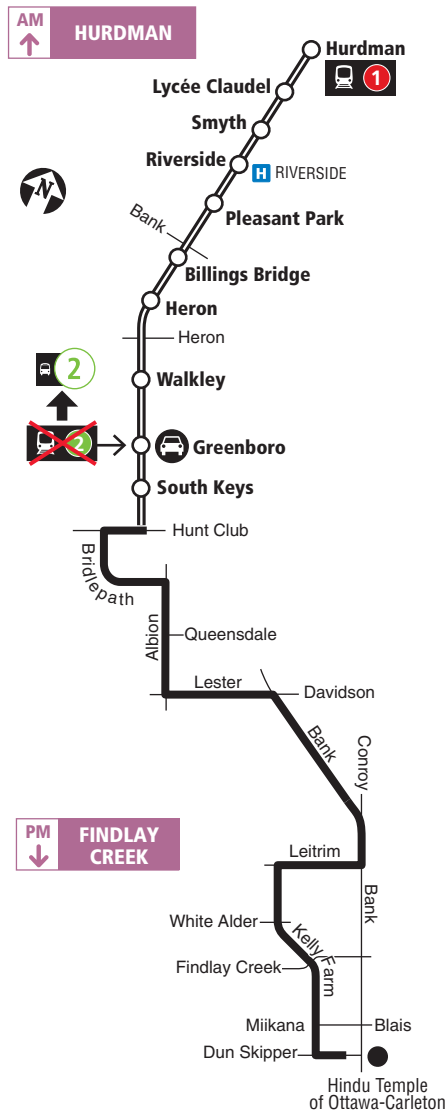 AM
HURDMAN
Hurdman
1
Lycée Claudel
Smyth
Riverside
H RIVERSIDE
N
Pleasant Park
Bank
Billings Bridge
Heron
Heron
2
Walkley
2
Greenboro
South Keys
Hunt Club
Bridlepath
Albion
Queensdale
Lester
Davidson
Bank
Conroy
PM
FINDLAY
CREEK
Leitrim
Bank
White Alder
Kelly Farm
Findlay Creek
Miikana
Blais
Dun Skipper
Hindu Temple
of Ottawa-Carleton